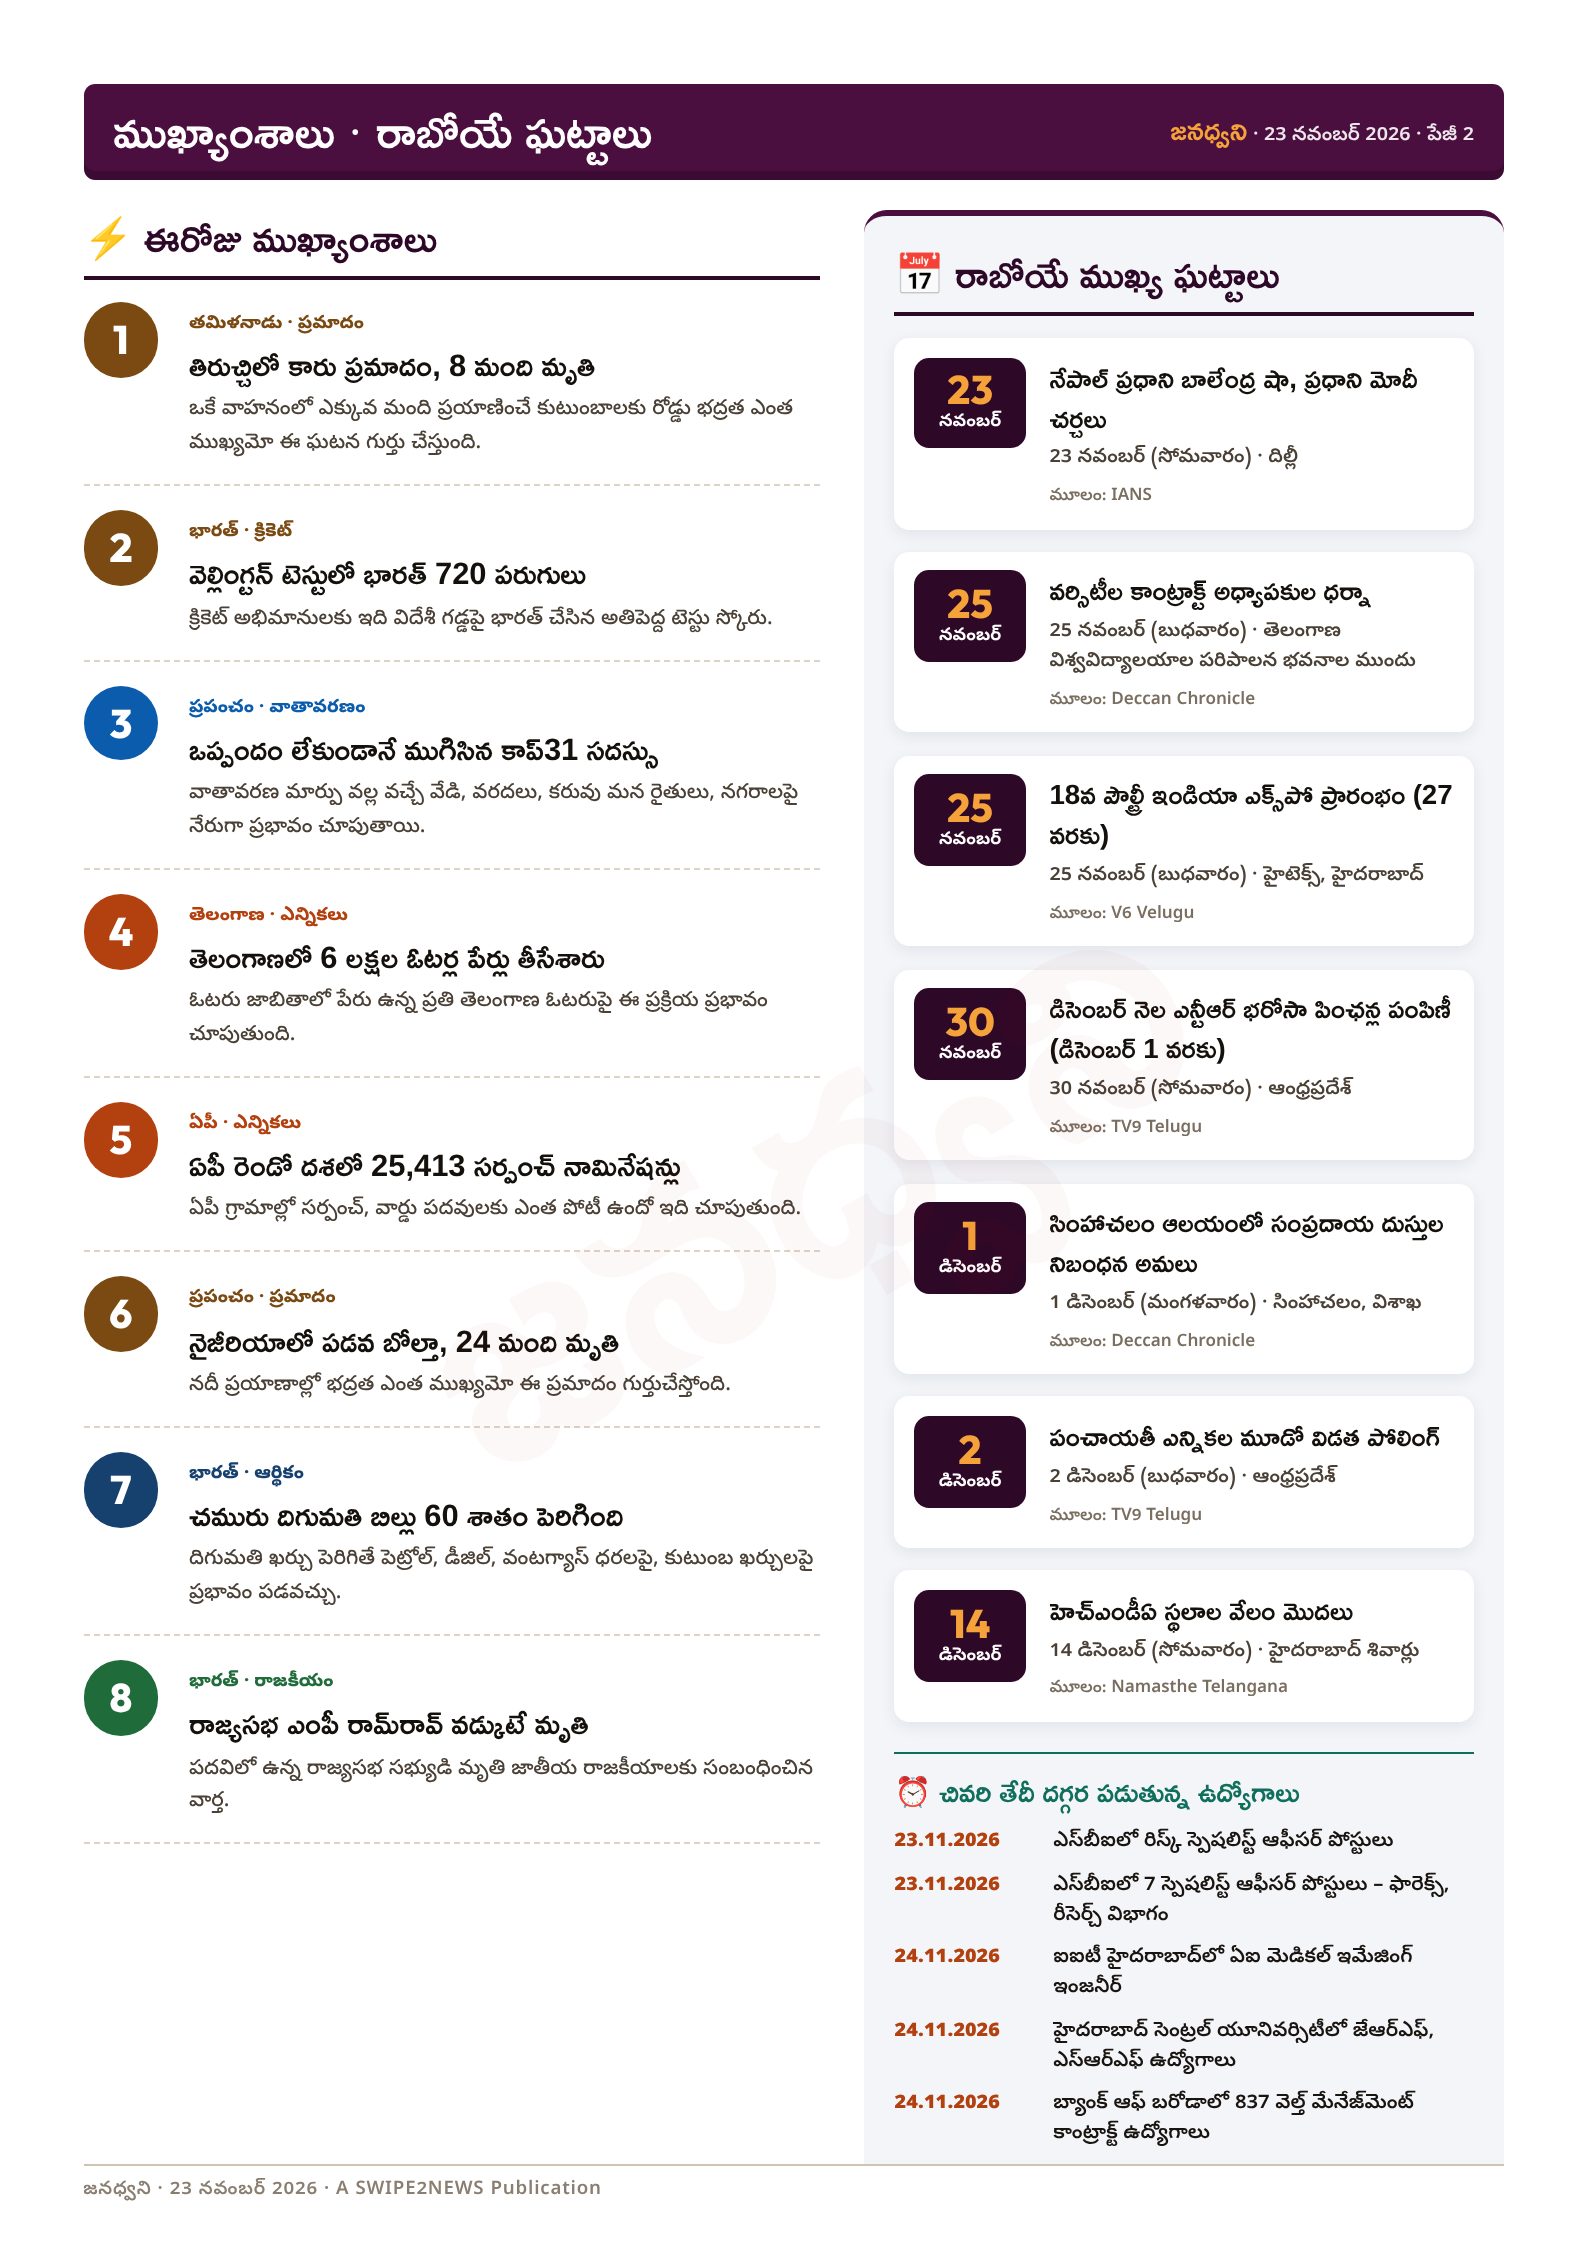 ముఖ్యాంశాలు · రాబోయే ఘట్టాలు
జనధ్వని · 23 నవంబర్ 2026 · పేజీ 2
⚡ ఈరోజు ముఖ్యాంశాలు
1
తమిళనాడు · ప్రమాదం
తిరుచ్చిలో కారు ప్రమాదం, 8 మంది మృతి
ఒకే వాహనంలో ఎక్కువ మంది ప్రయాణించే కుటుంబాలకు రోడ్డు భద్రత ఎంత
ముఖ్యమో ఈ ఘటన గుర్తు చేస్తుంది.
2
భారత్ · క్రికెట్
వెల్లింగ్టన్ టెస్టులో భారత్ 720 పరుగులు
క్రికెట్ అభిమానులకు ఇది విదేశీ గడ్డపై భారత్ చేసిన అతిపెద్ద టెస్టు స్కోరు.
3
ప్రపంచం · వాతావరణం
ఒప్పందం లేకుండానే ముగిసిన కాప్31 సదస్సు
వాతావరణ మార్పు వల్ల వచ్చే వేడి, వరదలు, కరువు మన రైతులు, నగరాలపై
నేరుగా ప్రభావం చూపుతాయి.
4
తెలంగాణ · ఎన్నికలు
తెలంగాణలో 6 లక్షల ఓటర్ల పేర్లు తీసేశారు
ఓటరు జాబితాలో పేరు ఉన్న ప్రతి తెలంగాణ ఓటరుపై ఈ ప్రక్రియ ప్రభావం
చూపుతుంది.
5
ఏపీ · ఎన్నికలు
ఏపీ రెండో దశలో 25,413 సర్పంచ్ నామినేషన్లు
ఏపీ గ్రామాల్లో సర్పంచ్, వార్డు పదవులకు ఎంత పోటీ ఉందో ఇది చూపుతుంది.
6
ప్రపంచం · ప్రమాదం
నైజీరియాలో పడవ బోల్తా, 24 మంది మృతి
నదీ ప్రయాణాల్లో భద్రత ఎంత ముఖ్యమో ఈ ప్రమాదం గుర్తుచేస్తోంది.
7
భారత్ · ఆర్థికం
చమురు దిగుమతి బిల్లు 60 శాతం పెరిగింది
దిగుమతి ఖర్చు పెరిగితే పెట్రోల్, డీజిల్, వంటగ్యాస్ ధరలపై, కుటుంబ ఖర్చులపై
ప్రభావం పడవచ్చు.
8
భారత్ · రాజకీయం
రాజ్యసభ ఎంపీ రామ్‌రావ్ వడ్కుటే మృతి
పదవిలో ఉన్న రాజ్యసభ సభ్యుడి మృతి జాతీయ రాజకీయాలకు సంబంధించిన
వార్త.
📅 రాబోయే ముఖ్య ఘట్టాలు
23
నవంబర్
నేపాల్ ప్రధాని బాలేంద్ర షా, ప్రధాని మోదీ
చర్చలు
23 నవంబర్ (సోమవారం) · దిల్లీ
మూలం: IANS
25
నవంబర్
వర్సిటీల కాంట్రాక్ట్ అధ్యాపకుల ధర్నా
25 నవంబర్ (బుధవారం) · తెలంగాణ
విశ్వవిద్యాలయాల పరిపాలన భవనాల ముందు
మూలం: Deccan Chronicle
25
నవంబర్
18వ పౌల్ట్రీ ఇండియా ఎక్స్‌పో ప్రారంభం (27
వరకు)
25 నవంబర్ (బుధవారం) · హైటెక్స్, హైదరాబాద్
మూలం: V6 Velugu
30
నవంబర్
డిసెంబర్ నెల ఎన్టీఆర్ భరోసా పింఛన్ల పంపిణీ
(డిసెంబర్ 1 వరకు)
30 నవంబర్ (సోమవారం) · ఆంధ్రప్రదేశ్
మూలం: TV9 Telugu
1
డిసెంబర్
సింహాచలం ఆలయంలో సంప్రదాయ దుస్తుల
నిబంధన అమలు
1 డిసెంబర్ (మంగళవారం) · సింహాచలం, విశాఖ
మూలం: Deccan Chronicle
2
డిసెంబర్
పంచాయతీ ఎన్నికల మూడో విడత పోలింగ్
2 డిసెంబర్ (బుధవారం) · ఆంధ్రప్రదేశ్
మూలం: TV9 Telugu
14
డిసెంబర్
హెచ్ఎండీఏ స్థలాల వేలం మొదలు
14 డిసెంబర్ (సోమవారం) · హైదరాబాద్ శివార్లు
మూలం: Namasthe Telangana
⏰ చివరి తేదీ దగ్గర పడుతున్న ఉద్యోగాలు
23.11.2026 ఎస్‌బీఐలో రిస్క్ స్పెషలిస్ట్ ఆఫీసర్ పోస్టులు
23.11.2026 ఎస్‌బీఐలో 7 స్పెషలిస్ట్ ఆఫీసర్ పోస్టులు – ఫారెక్స్,
రీసెర్చ్ విభాగం
24.11.2026 ఐఐటీ హైదరాబాద్‌లో ఏఐ మెడికల్ ఇమేజింగ్
ఇంజనీర్
24.11.2026 హైదరాబాద్ సెంట్రల్ యూనివర్సిటీలో జేఆర్ఎఫ్,
ఎస్ఆర్ఎఫ్ ఉద్యోగాలు
24.11.2026 బ్యాంక్ ఆఫ్ బరోడాలో 837 వెల్త్ మేనేజ్‌మెంట్
కాంట్రాక్ట్ ఉద్యోగాలు
జనధ్వని
జనధ్వని · 23 నవంబర్ 2026 · A SWIPE2NEWS Publication